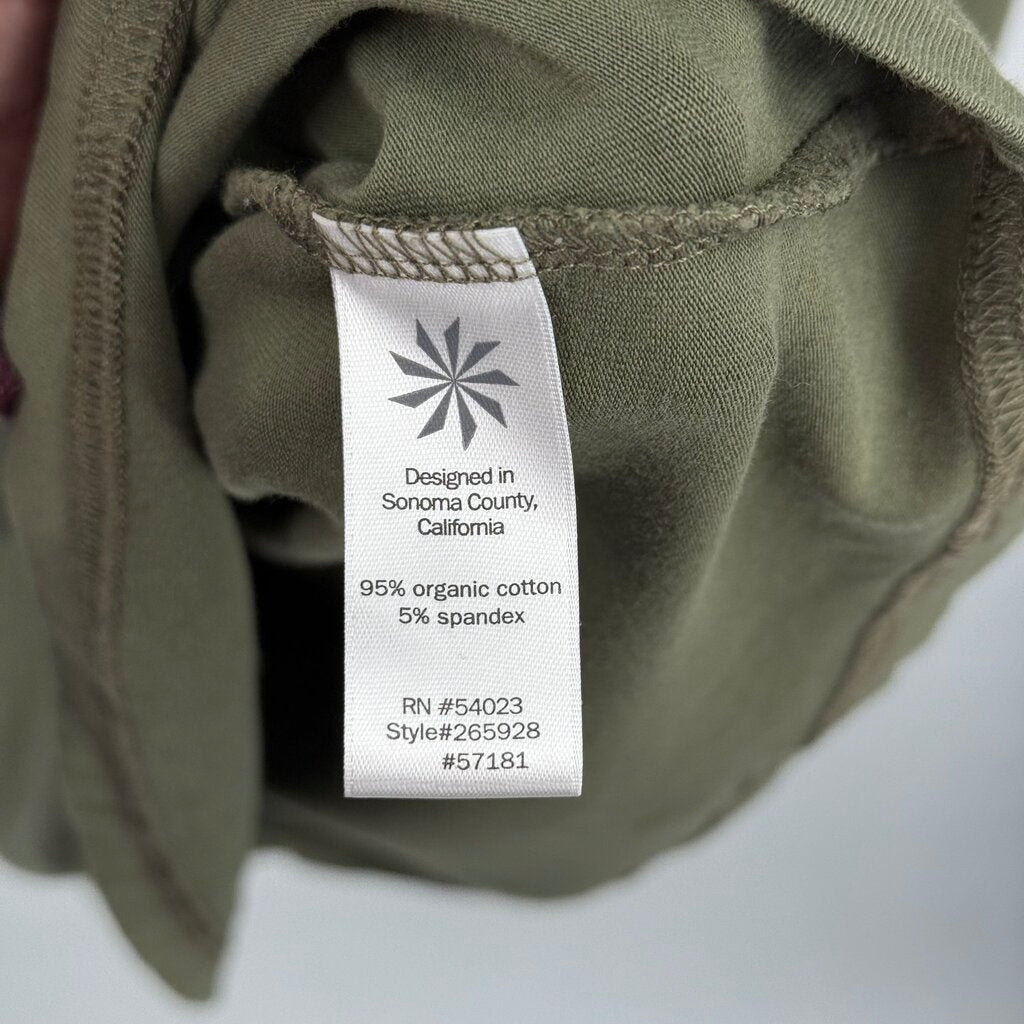 Designed in
Sonoma County,
California
95% organic cotton
5% spandex
RN #54023
Style#265928
#57181